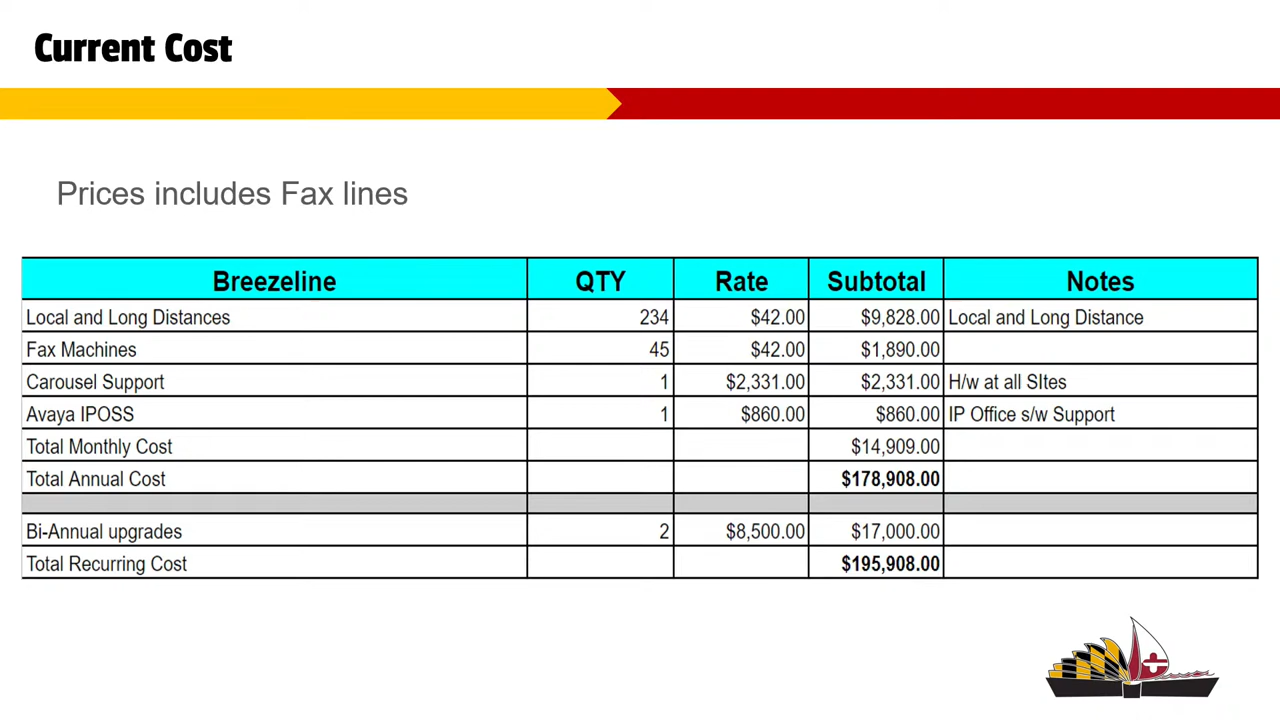 Current Cost
Prices includes Fax lines
Breezeline QTY Rate Subtotal Notes
Local and Long Distances 234 $42.00 $9,828.00 Local and Long Distance
Fax Machines 45 $42.00 $1,890.00
Carousel Support 1 $2,331.00 $2,331.00 H/w at all SItes
Avaya IPOSS 1 $860.00 $860.00 IP Office s/w Support
Total Monthly Cost $14,909.00
Total Annual Cost $178,908.00
Bi-Annual upgrades 2 $8,500.00 $17,000.00
Total Recurring Cost $195,908.00